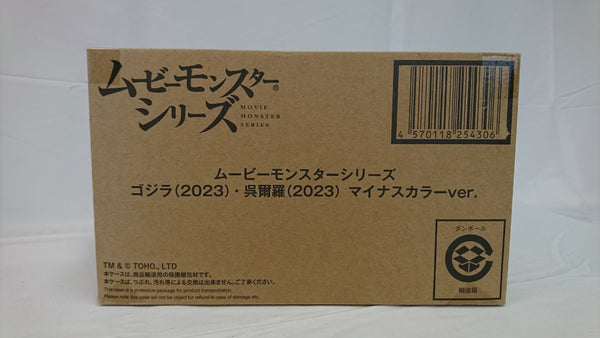 ムービーモンスター®
シリーズ
MOVIE
MONSTER
SERIES
4 570118 254306
ムービーモンスターシリーズ
ゴジラ(2023)・呉爾羅(2023) マイナスカラーver.
TM & © TOHO., LTD
本ケースは、商品輸送用の保護梱包材です。
本ケースは、つぶれ、汚れ等による交換は出来ません。ご了承ください。
This case is a protective package for product transportation.
Please note this case will not be object for refund in case of damage etc.
ダンボール
輸送箱